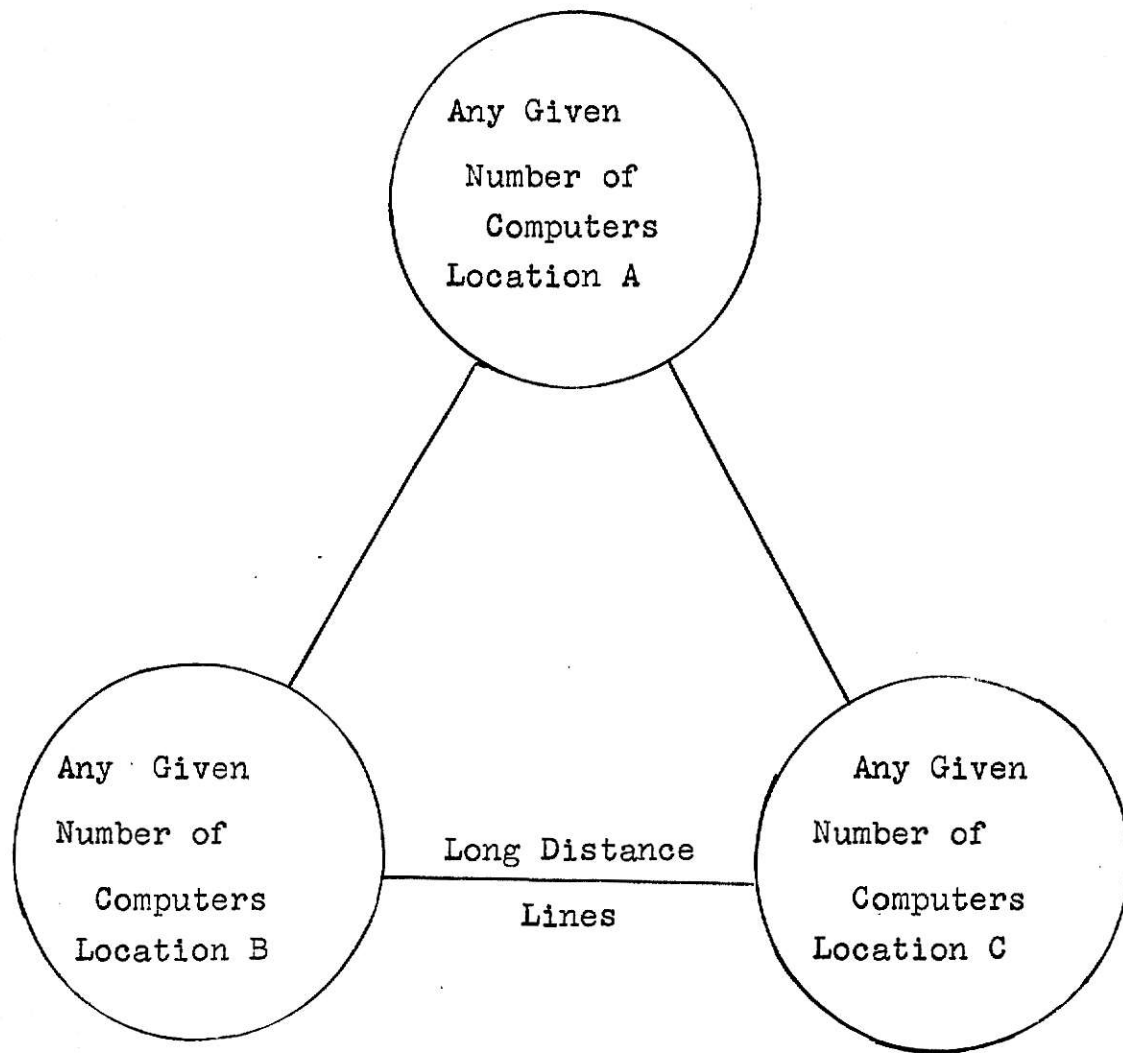 Any Given
Number of
Computers
Location A
Any Given
Number of
Computers
Location B
Long Distance
Lines
Any Given
Number of
Computers
Location C